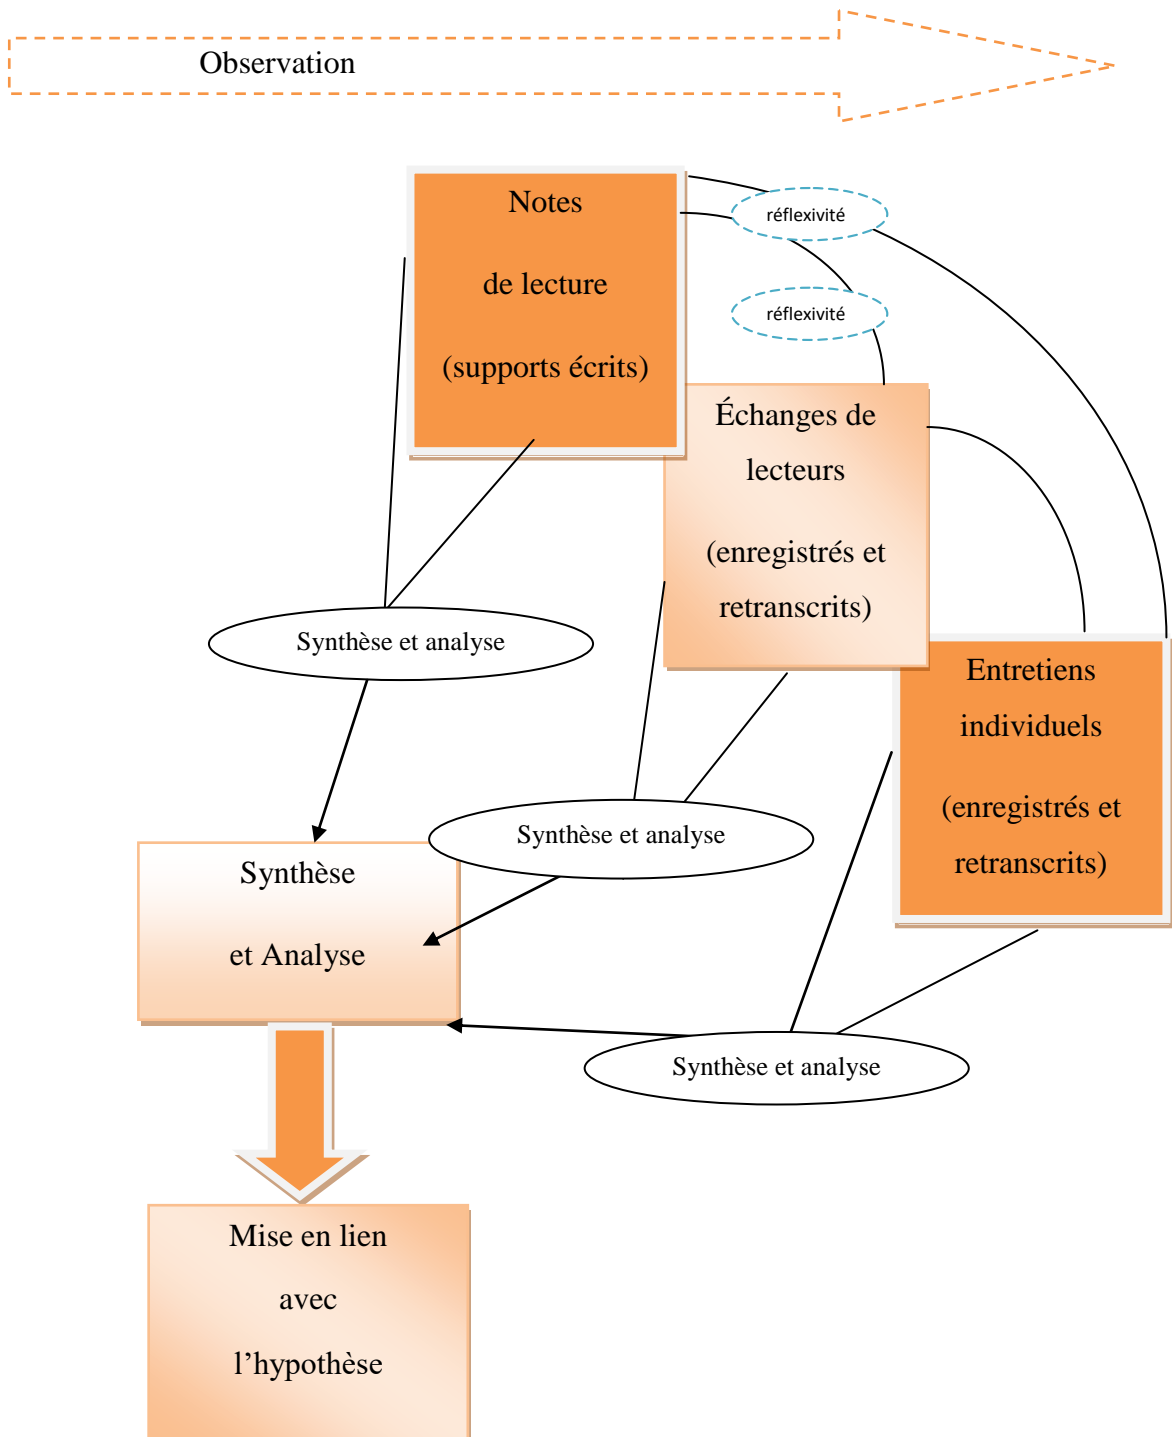 Observation
Notes
de lecture
(supports écrits)
réflexivité
réflexivité
Échanges de
lecteurs
(enregistrés et
retranscrits)
Synthèse et analyse
Entretiens
individuels
(enregistrés et
retranscrits)
Synthèse et analyse
Synthèse
et Analyse
Synthèse et analyse
Mise en lien
avec
l’hypothèse